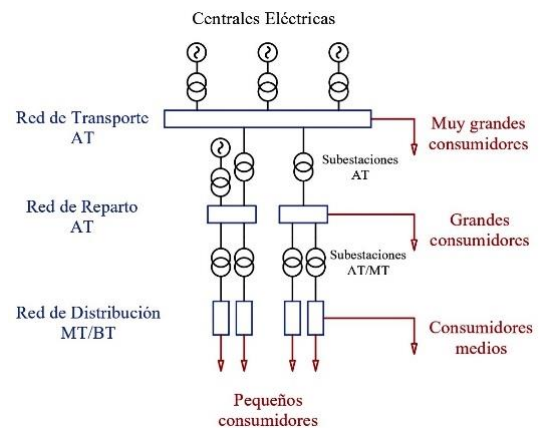 Centrales Eléctricas
Red de Transporte
AT
Muy grandes
consumidores
Subestaciones
AT
Red de Reparto
AT
Grandes
consumidores
Subestaciones
AT/MT
Red de Distribución
MT/BT
Consumidores
medios
Pequeños
consumidores